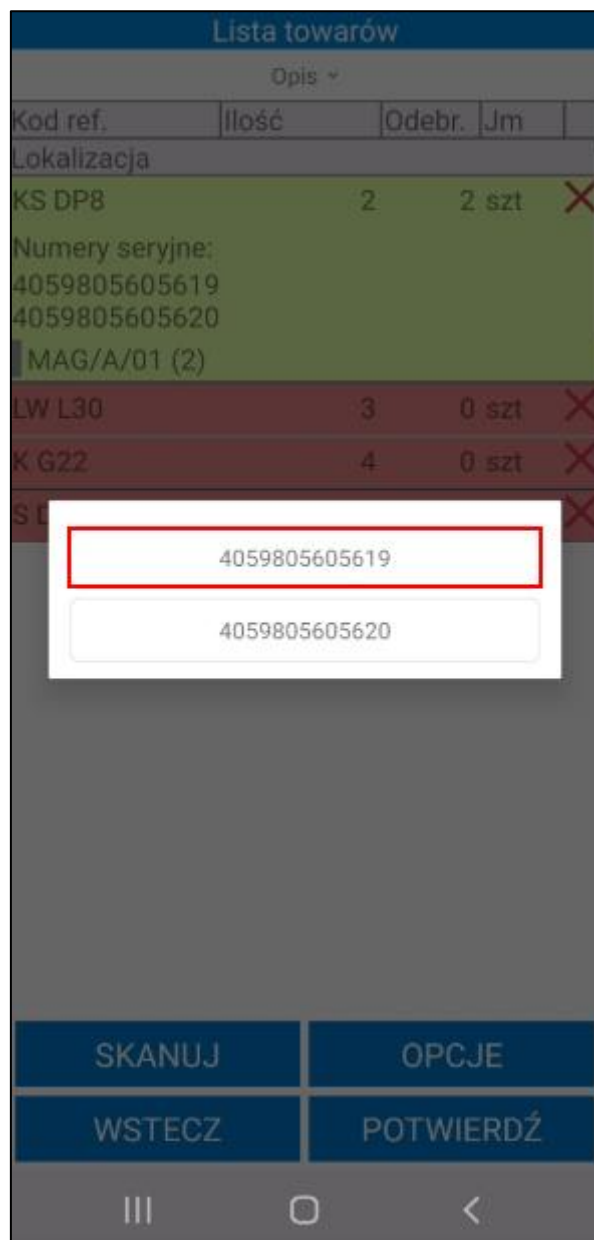 Lista towarów
Opis
Kod ref. Ilość Odebr. Jm
Lokalizacja
KS DP8 2 2 szt
Numery seryjne:
4059805605619
4059805605620
MAG/A/01 (2)
LW L30 3 0 szt
K G22 4 0 szt
S
4059805605619
4059805605620
SKANUJ OPCJE
WSTECZ POTWIERDŹ